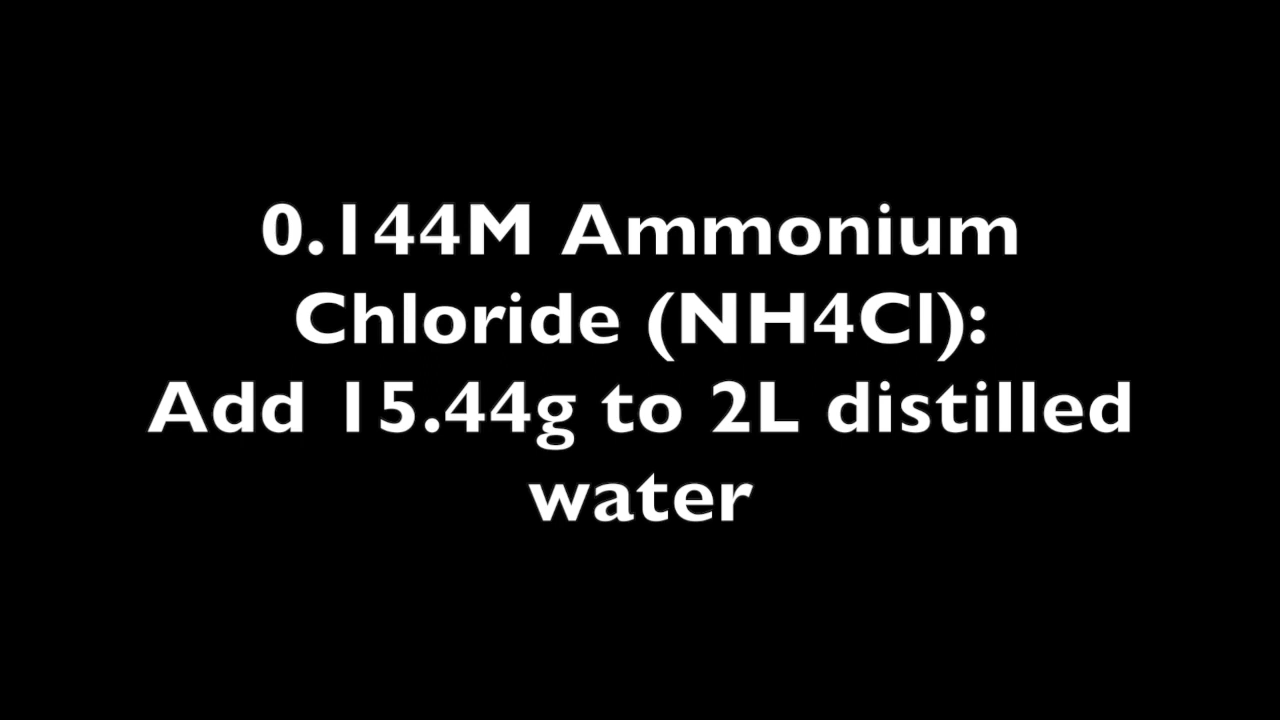 0.144M Ammonium
Chloride (NH4Cl):
Add 15.44g to 2L distilled
water